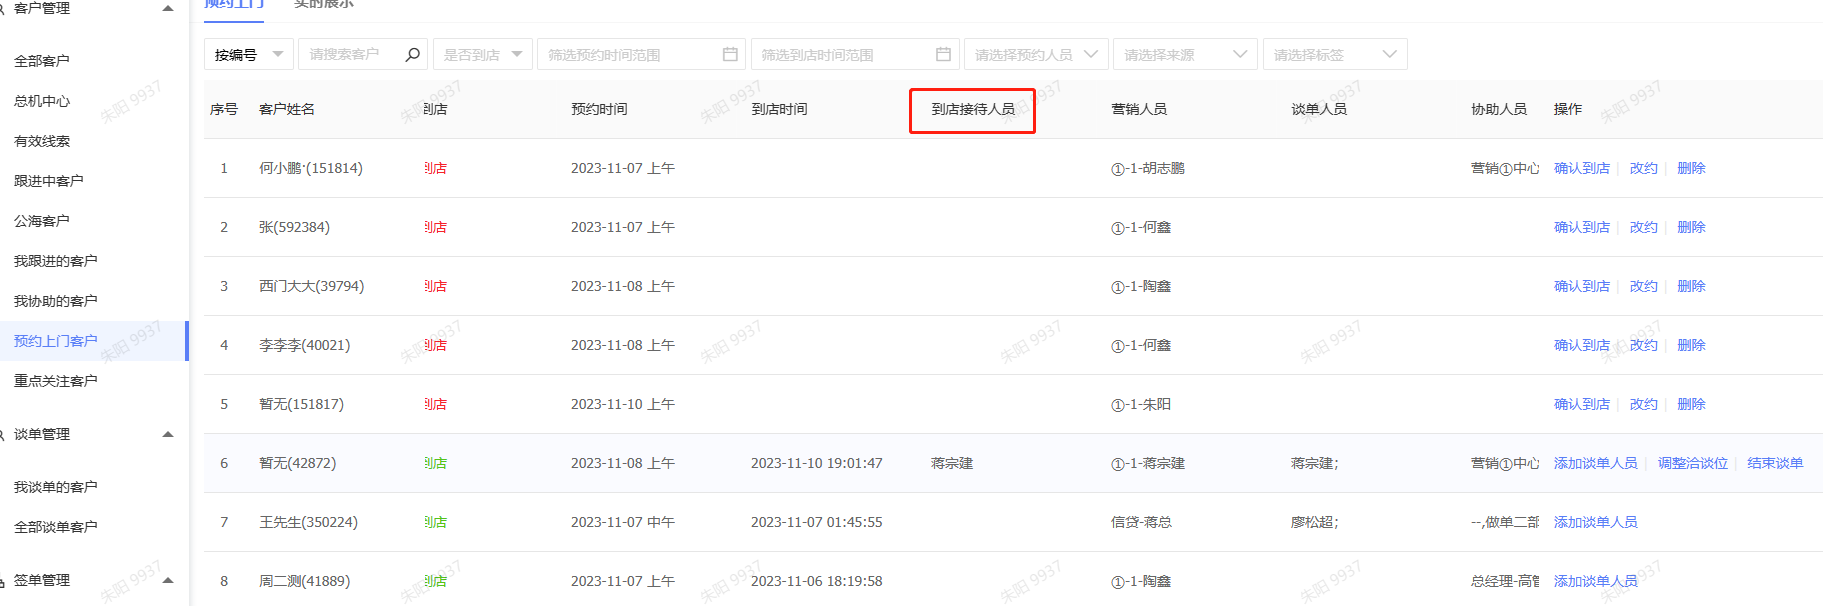 客户管理
全部客户
总机中心
有效线索
跟进中客户
公海客户
我跟进的客户
我协助的客户
预约上门客户
重点关注客户
谈单管理
我谈单的客户
全部谈单客户
签单管理
预约上门 卖的展示
按编号 请搜索客户 是否到店 筛选预约时间范围 筛选到店时间范围 请选择预约人员 请选择来源 请选择标签
序号 客户姓名 到店 预约时间 到店时间 到店接待人员 营销人员 谈单人员 协助人员 操作
1 何小鹏·(151814) 到店 2023-11-07 上午 ①-1-胡志鹏 营销①中心 确认到店 改约 删除
2 张(592384) 到店 2023-11-07 上午 ①-1-何鑫 确认到店 改约 删除
3 西门大大(39794) 到店 2023-11-08 上午 ①-1-陶鑫 确认到店 改约 删除
4 李李李(40021) 到店 2023-11-08 上午 ①-1-何鑫 确认到店 改约 删除
5 暂无(151817) 到店 2023-11-10 上午 ①-1-朱阳 确认到店 改约 删除
6 暂无(42872) 到店 2023-11-08 上午 2023-11-10 19:01:47 蒋宗建 ①-1-蒋宗建 蒋宗建; 营销①中心 添加谈单人员 调整洽谈位 结束谈单
7 王先生(350224) 到店 2023-11-07 中午 2023-11-07 01:45:55 信贷-蒋总 廖松超; --,做单二部 添加谈单人员
8 周二测(41889) 到店 2023-11-07 上午 2023-11-06 18:19:58 ①-1-陶鑫 总经理-高管 添加谈单人员
朱阳 9937